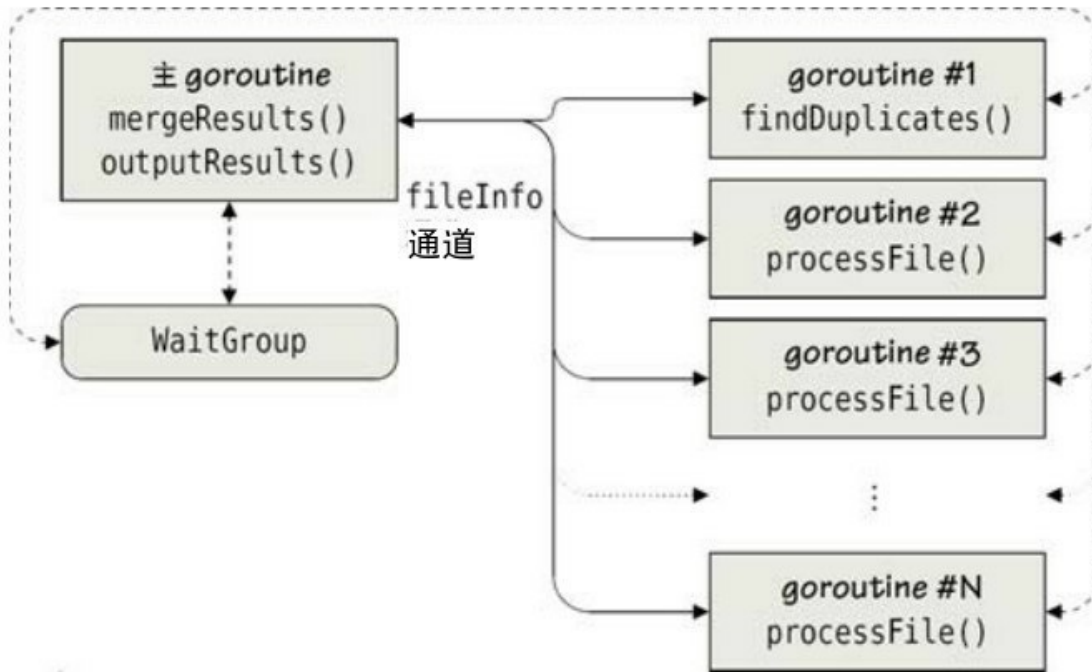 主 goroutine
mergeResults()
outputResults()
fileInfo
通道
WaitGroup
goroutine #1
findDuplicates()
goroutine #2
processFile()
goroutine #3
processFile()
⋮
goroutine #N
processFile()